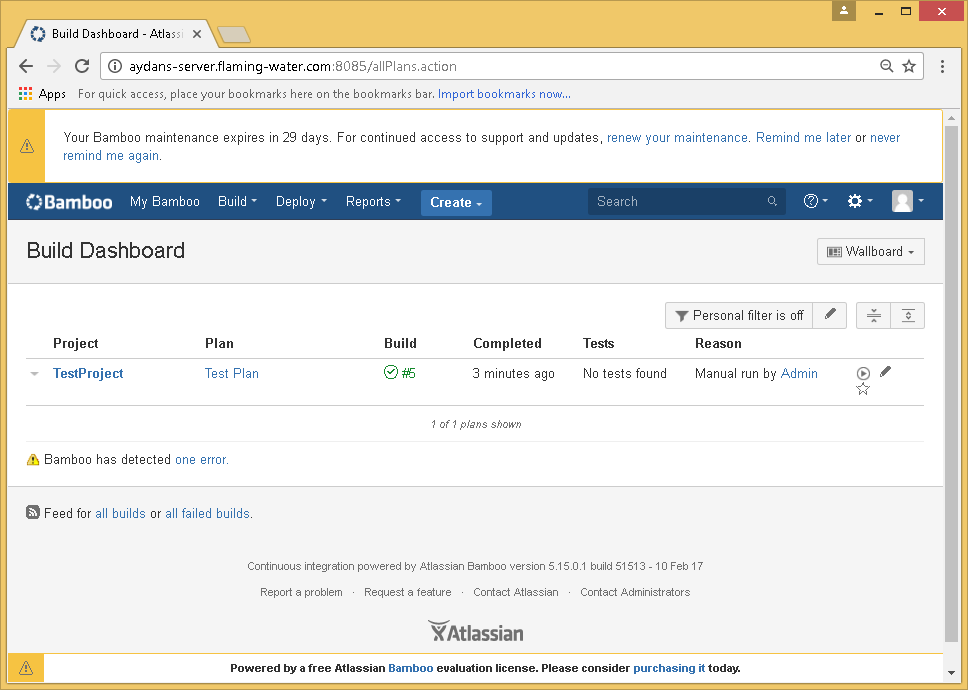 Build Dashboard - Atlassi
aydans-server.flaming-water.com:8085/allPlans.action
Apps For quick access, place your bookmarks here on the bookmarks bar. Import bookmarks now...
Your Bamboo maintenance expires in 29 days. For continued access to support and updates, renew your maintenance. Remind me later or never
remind me again.
Bamboo My Bamboo Build Deploy Reports Create Search
Build Dashboard Wallboard
Personal filter is off
Project Plan Build Completed Tests Reason
TestProject Test Plan #5 3 minutes ago No tests found Manual run by Admin
1 of 1 plans shown
Bamboo has detected one error.
Feed for all builds or all failed builds.
Continuous integration powered by Atlassian Bamboo version 5.15.0.1 build 51513 - 10 Feb 17
Report a problem · Request a feature · Contact Atlassian · Contact Administrators
Atlassian
Powered by a free Atlassian Bamboo evaluation license. Please consider purchasing it today.